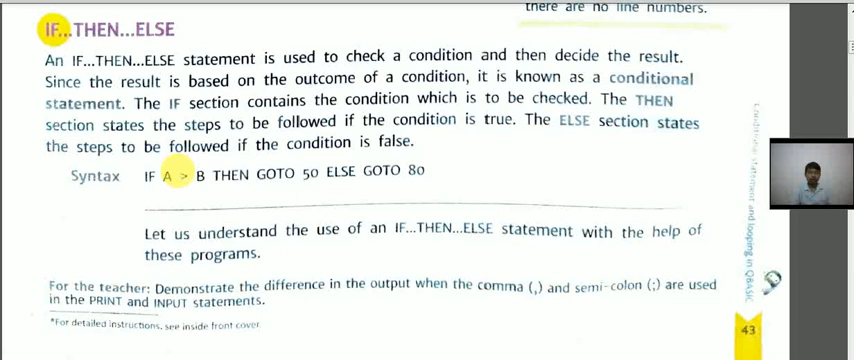 there are no line numbers.
IF...THEN...ELSE
An IF...THEN...ELSE statement is used to check a condition and then decide the result.
Since the result is based on the outcome of a condition, it is known as a conditional
statement. The IF section contains the condition which is to be checked. The THEN
section states the steps to be followed if the condition is true. The ELSE section states
the steps to be followed if the condition is false.
Syntax IF A > B THEN GOTO 50 ELSE GOTO 80
Let us understand the use of an IF...THEN...ELSE statement with the help of
these programs.
For the teacher: Demonstrate the difference in the output when the comma (,) and semi-colon (;) are used
in the PRINT and INPUT statements.
*For detailed instructions, see inside front cover
Conditional statement and looping in QBASIC
43